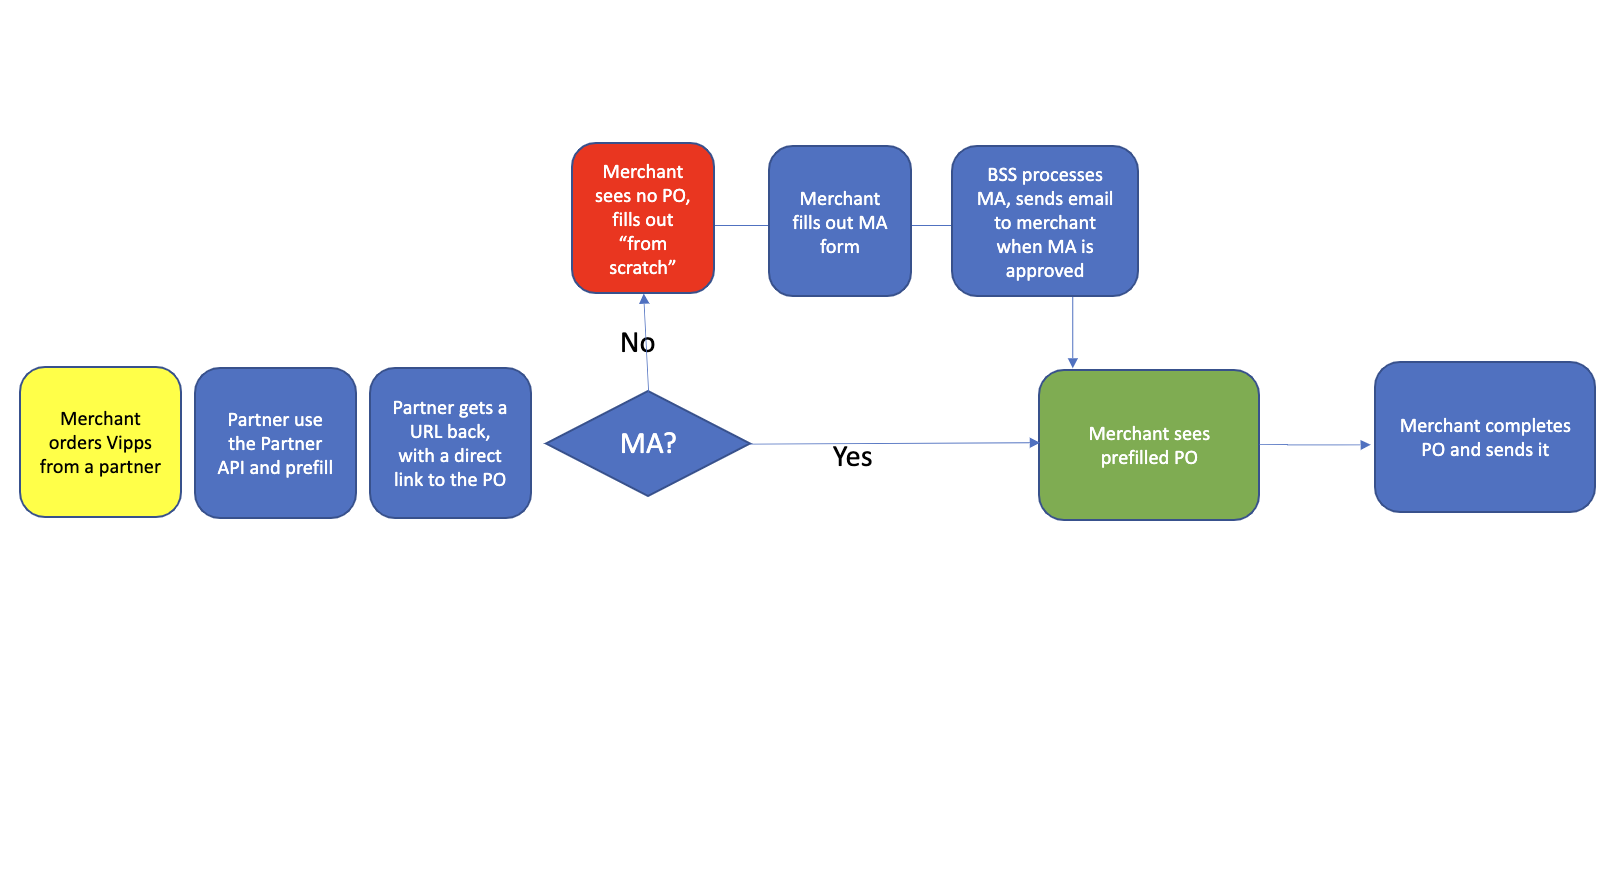 Merchant
sees no PO,
fills out
“from
scratch”
Merchant
fills out MA
form
BSS processes
MA, sends email
to merchant
when MA is
approved
No
Merchant
orders Vipps
from a partner
Partner use
the Partner
API and prefill
Partner gets a
URL back,
with a direct
link to the PO
MA?
Yes
Merchant sees
prefilled PO
Merchant completes
PO and sends it